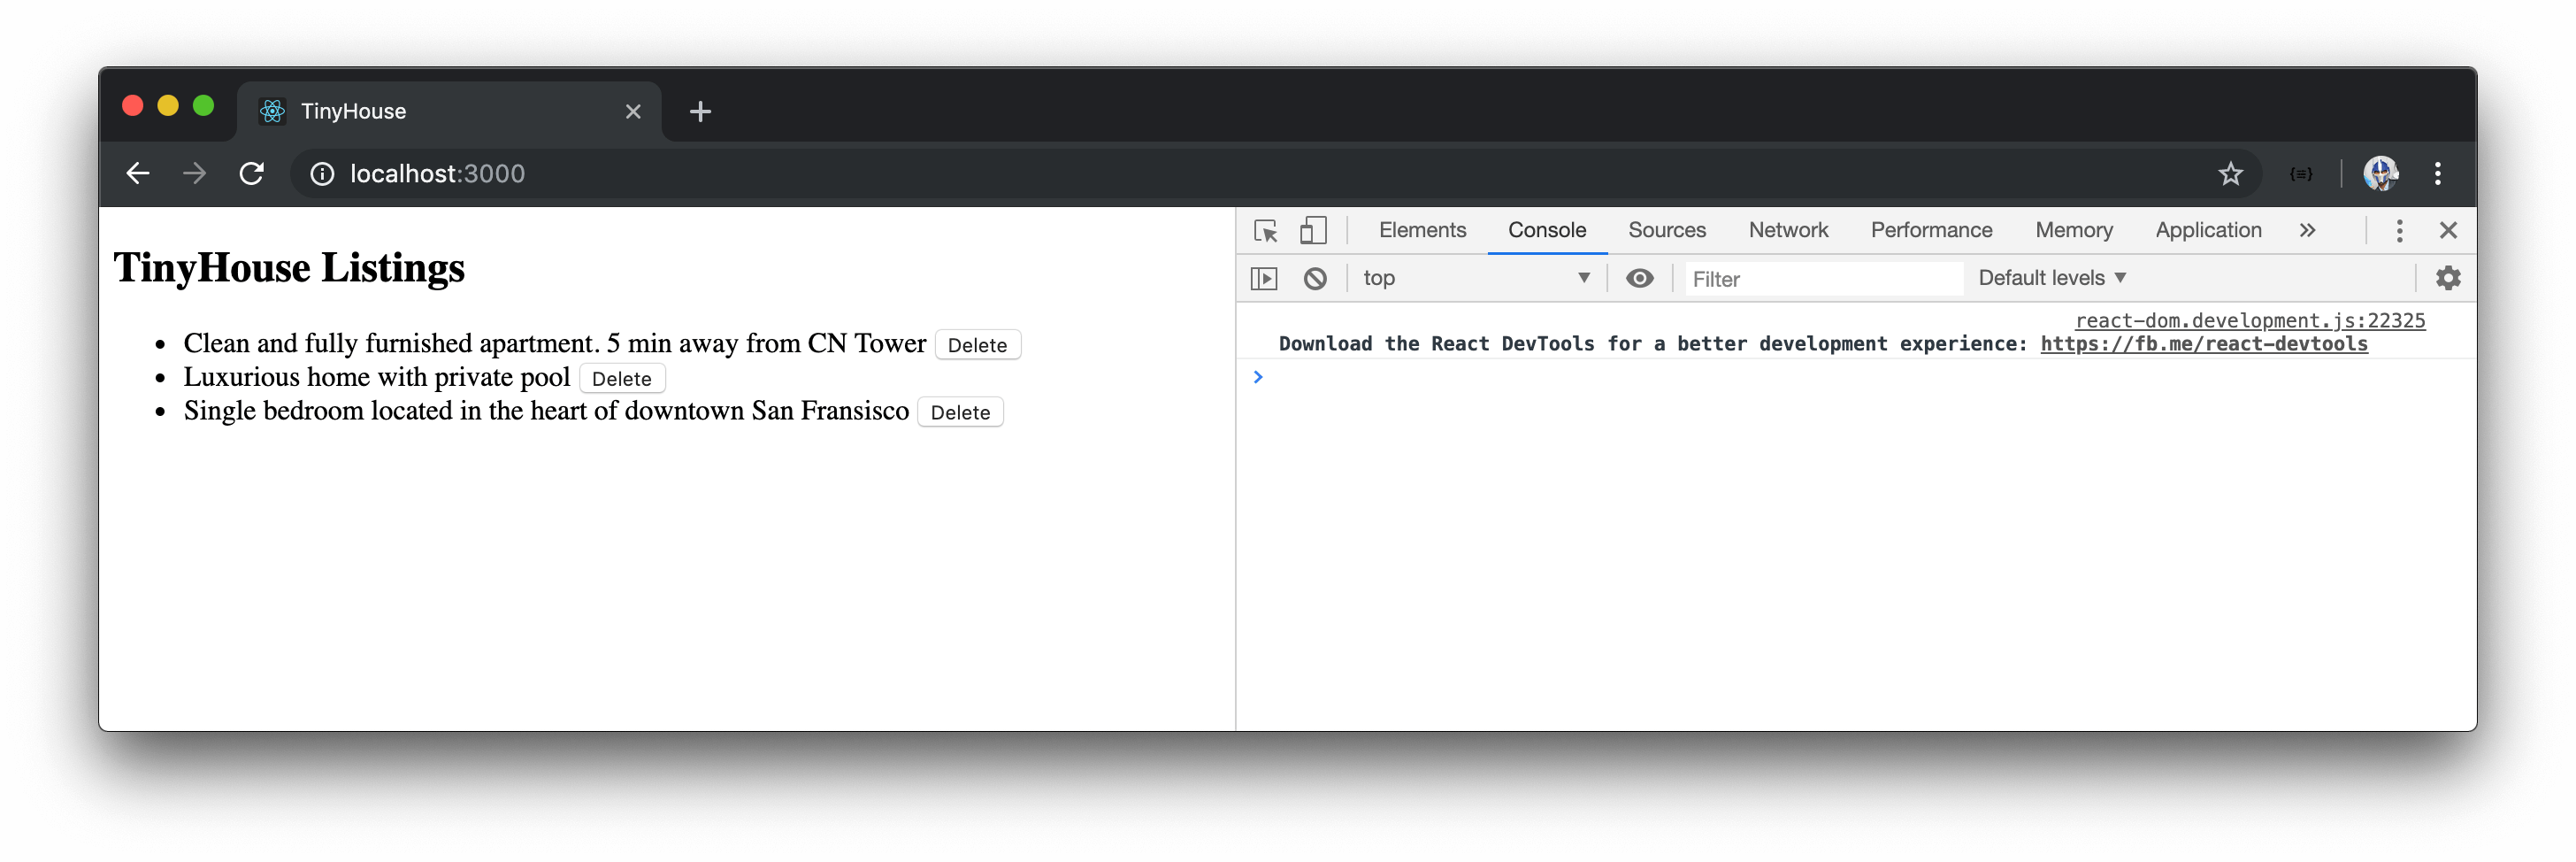 TinyHouse
localhost:3000
TinyHouse Listings
Clean and fully furnished apartment. 5 min away from CN Tower Delete
Luxurious home with private pool Delete
Single bedroom located in the heart of downtown San Fransisco Delete
Elements Console Sources Network Performance Memory Application
top Filter Default levels
react-dom.development.js:22325
Download the React DevTools for a better development experience: https://fb.me/react-devtools